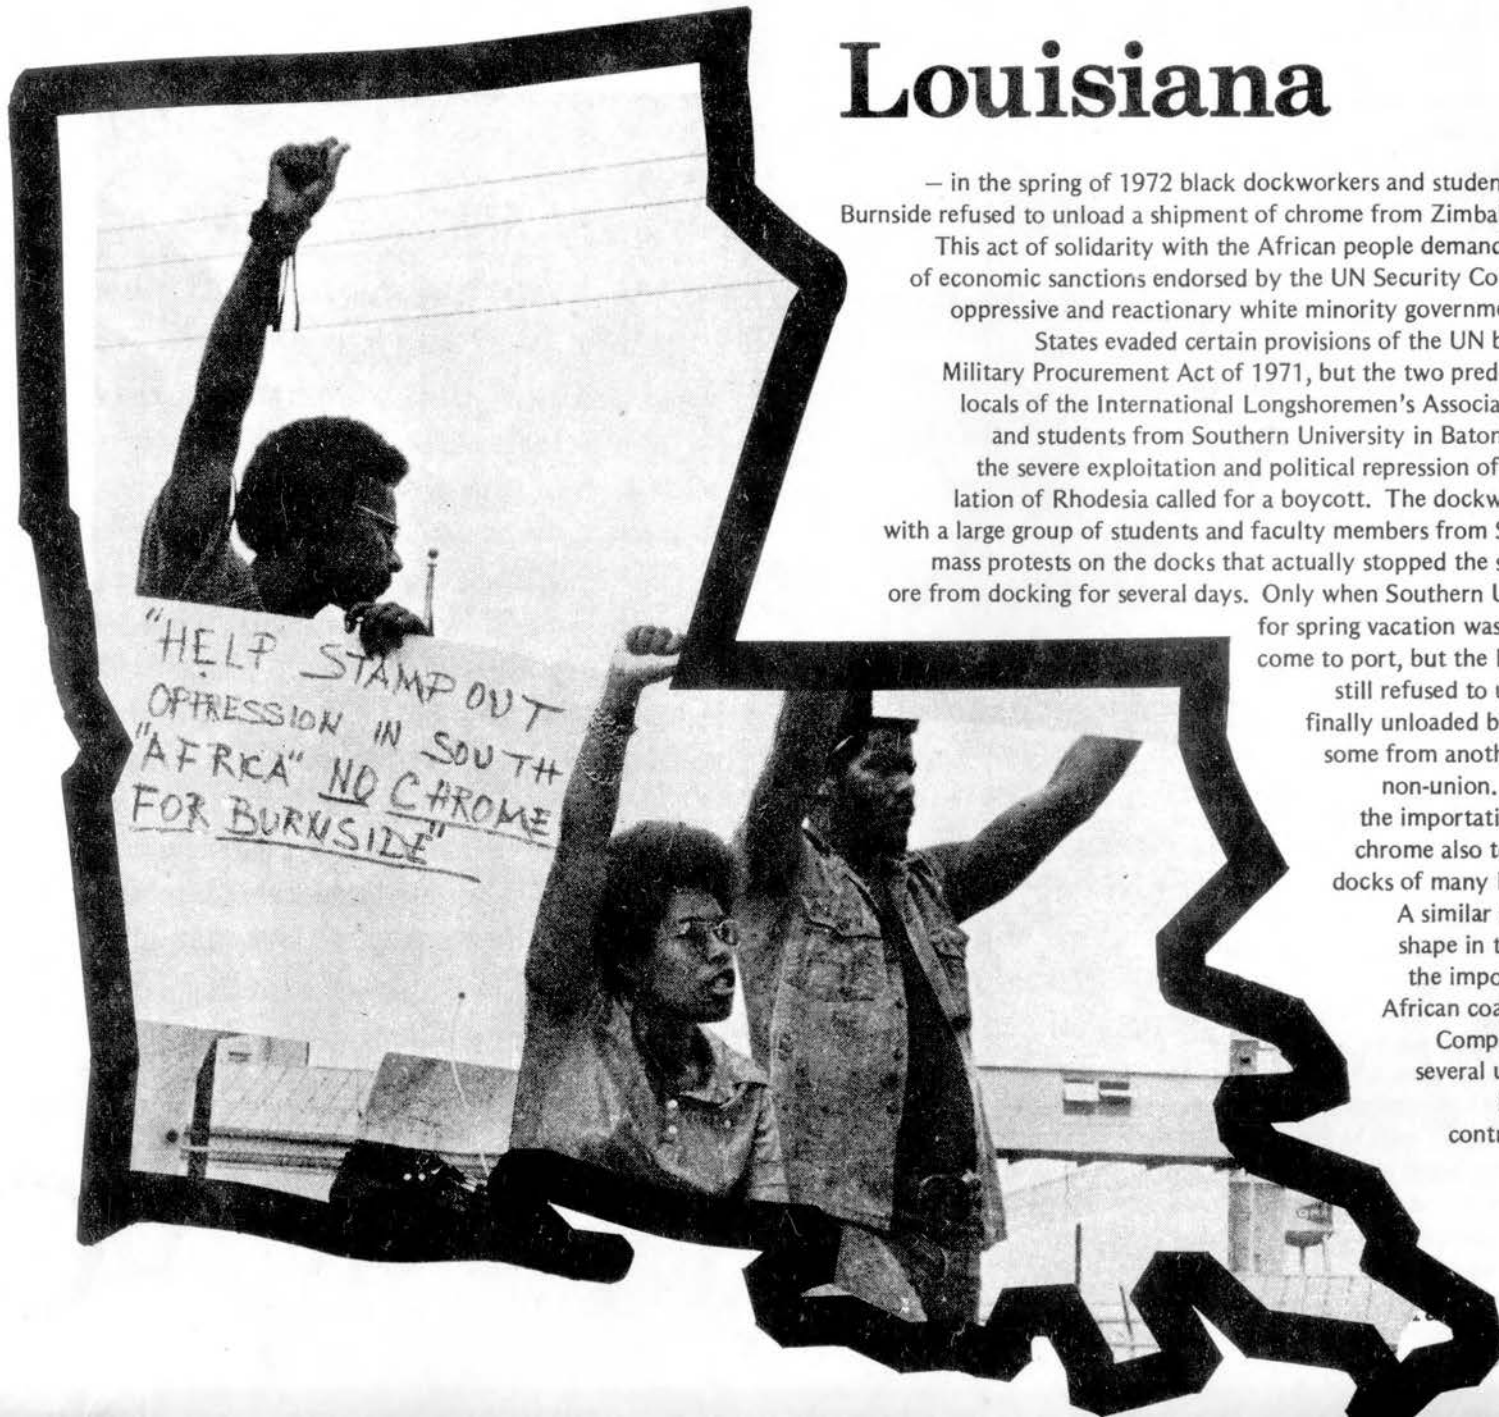 Louisiana
— in the spring of 1972 black dockworkers and studen
Burnside refused to unload a shipment of chrome from Zimba
This act of solidarity with the African people demand
of economic sanctions endorsed by the UN Security Co
oppressive and reactionary white minority governme
States evaded certain provisions of the UN b
Military Procurement Act of 1971, but the two pred
locals of the International Longshoremen's Associa
and students from Southern University in Baton
the severe exploitation and political repression of
lation of Rhodesia called for a boycott. The dockw
with a large group of students and faculty members from S
mass protests on the docks that actually stopped the s
ore from docking for several days. Only when Southern U
for spring vacation was
come to port, but the
still refused to u
finally unloaded b
some from anoth
non-union.
the importati
chrome also t
docks of many
A similar
shape in t
the impo
African coa
Comp
several u
contr
"HELP STAMP OUT
OPPRESSION IN SOUTH
"AFRICA" NO CHROME
FOR BURNSIDE"